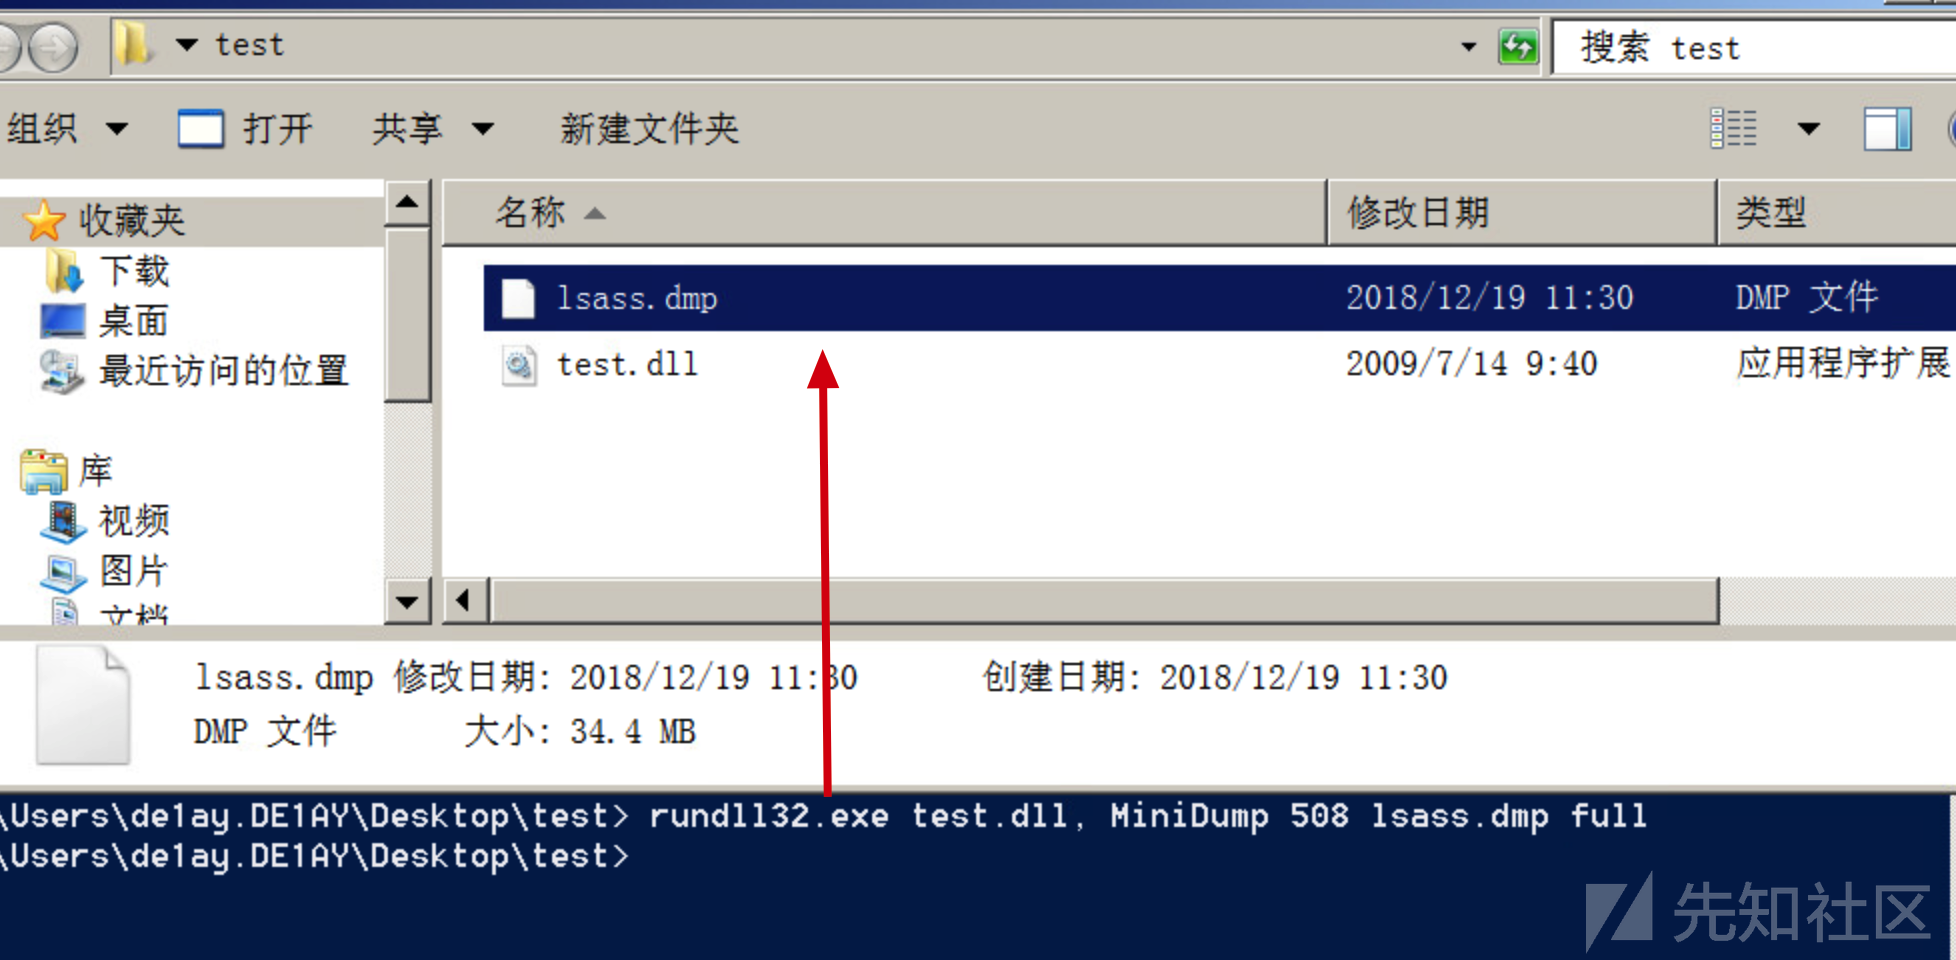 test
搜索 test
组织 打开 共享 新建文件夹
名称 修改日期 类型
收藏夹
下载
桌面
最近访问的位置
库
视频
图片
文档
lsass.dmp 2018/12/19 11:30 DMP 文件
test.dll 2009/7/14 9:40 应用程序扩展
lsass.dmp 修改日期: 2018/12/19 11:30 创建日期: 2018/12/19 11:30
DMP 文件 大小: 34.4 MB
\Users\de1ay.DE1AY\Desktop\test> rundll32.exe test.dll, MiniDump 508 lsass.dmp full
\Users\de1ay.DE1AY\Desktop\test>
先知社区